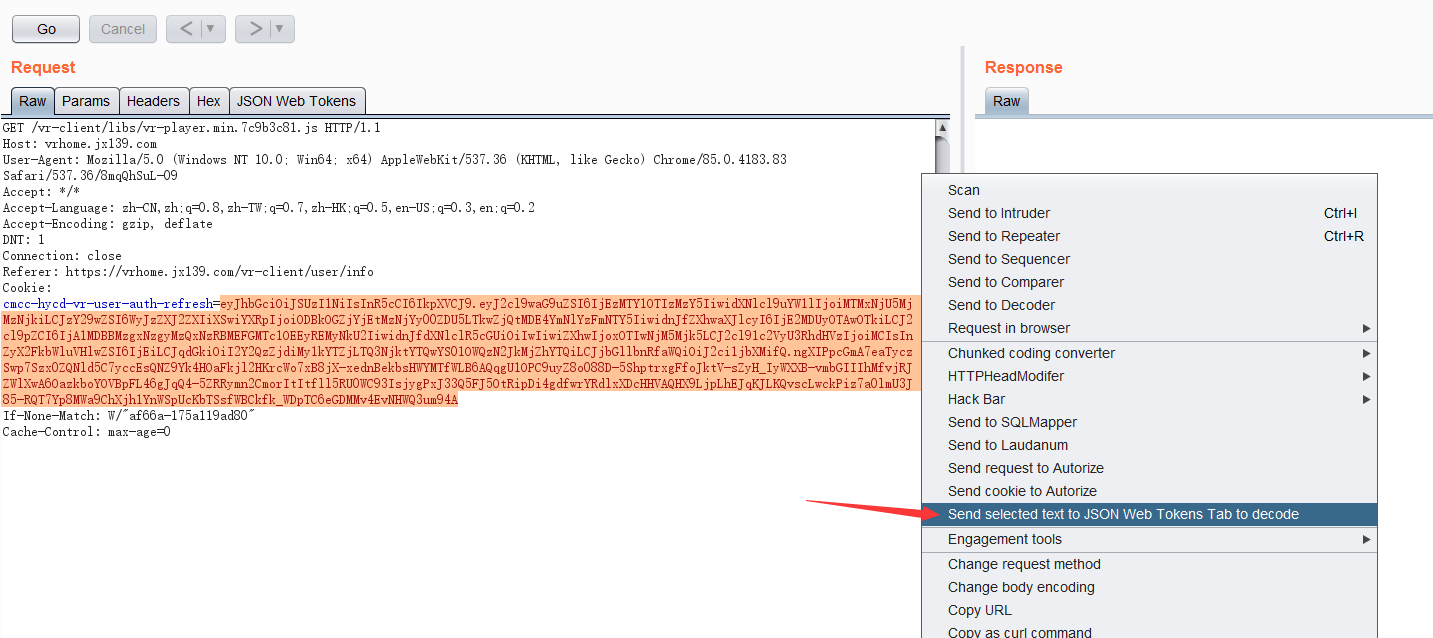 Go
Cancel
<
>
Request
Raw
Params
Headers
Hex
JSON Web Tokens
GET /vr-client/libs/vr-player.min.7c9b3c81.js HTTP/1.1
Host: vrhome.jx139.com
User-Agent: Mozilla/5.0 (Windows NT 10.0; Win64; x64) AppleWebKit/537.36 (KHTML, like Gecko) Chrome/85.0.4183.83
Safari/537.36/8mqQhSuL-09
Accept: */*
Accept-Language: zh-CN,zh;q=0.8,zh-TW;q=0.7,zh-HK;q=0.5,en-US;q=0.3,en;q=0.2
Accept-Encoding: gzip, deflate
DNT: 1
Connection: close
Referer: https://vrhome.jx139.com/vr-client/user/info
Cookie:
cmcc-hycd-vr-user-auth-refresh=
If-None-Match: W/"af66a-175a119ad80"
Cache-Control: max-age=0
Response
Raw
Scan
Send to Intruder Ctrl+I
Send to Repeater Ctrl+R
Send to Sequencer
Send to Comparer
Send to Decoder
Request in browser
Chunked coding converter
HTTPHeadModifer
Hack Bar
Send to SQLMapper
Send to Laudanum
Send request to Autorize
Send cookie to Autorize
Send selected text to JSON Web Tokens Tab to decode
Engagement tools
Change request method
Change body encoding
Copy URL
Copy as curl command